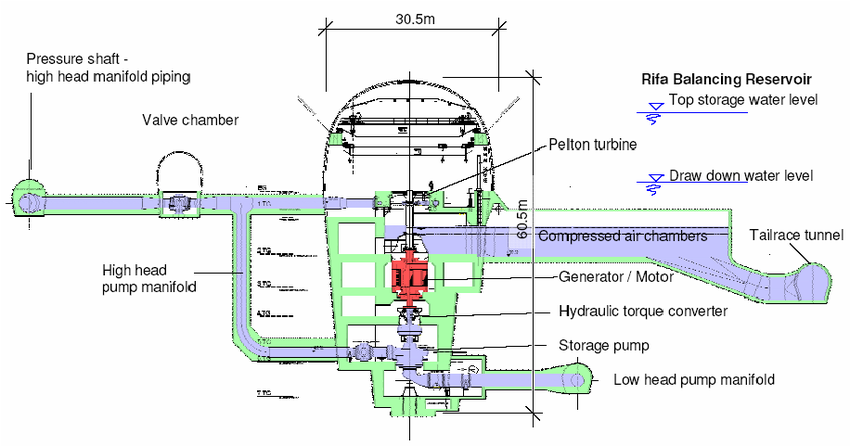 30.5m
Pressure shaft -
high head manifold piping
Rifa Balancing Reservoir
Top storage water level
Valve chamber
Pellton turbine
Draw down water level
60.5m
Compressed air chambers
Tailrace tunnel
High head
pump manifold
Generator / Motor
Hydraulic torque converter
Storage pump
Low head pump manifold